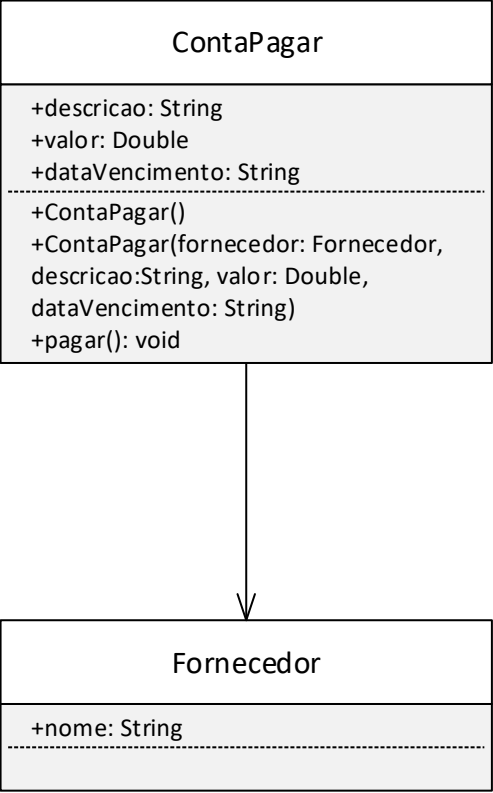 ContaPagar
+descricao: String
+valor: Double
+dataVencimento: String
+ContaPagar()
+ContaPagar(fornecedor: Fornecedor,
descricao:String, valor: Double,
dataVencimento: String)
+pagar(): void
Fornecedor
+nome: String